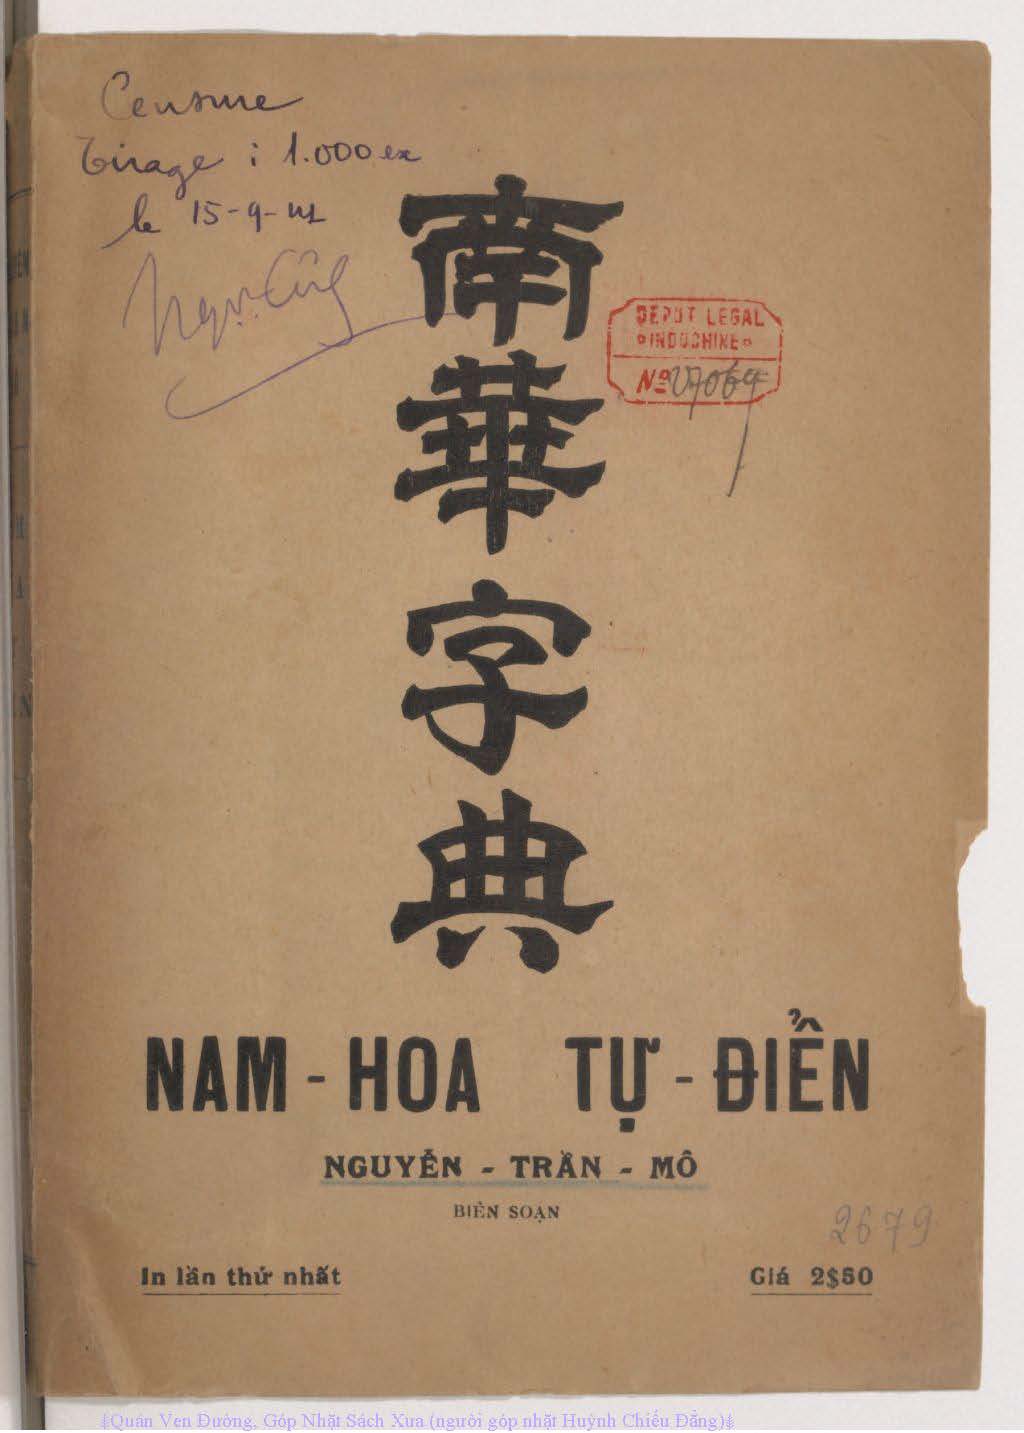 Censure
Tirage : 1.000 ex
le 15-9-41
南華字典
DEPOT LEGAL
INDOCHINE
Nº 27069
NAM - HOA TỰ - ĐIỂN
NGUYỄN - TRẦN - MÔ
BIÊN SOẠN
2679
In lần thứ nhất
Giá 2$50
Quán Ven Đường, Góp Nhặt Sách Xưa (người góp nhặt Huỳnh Chiếu Đẳng)